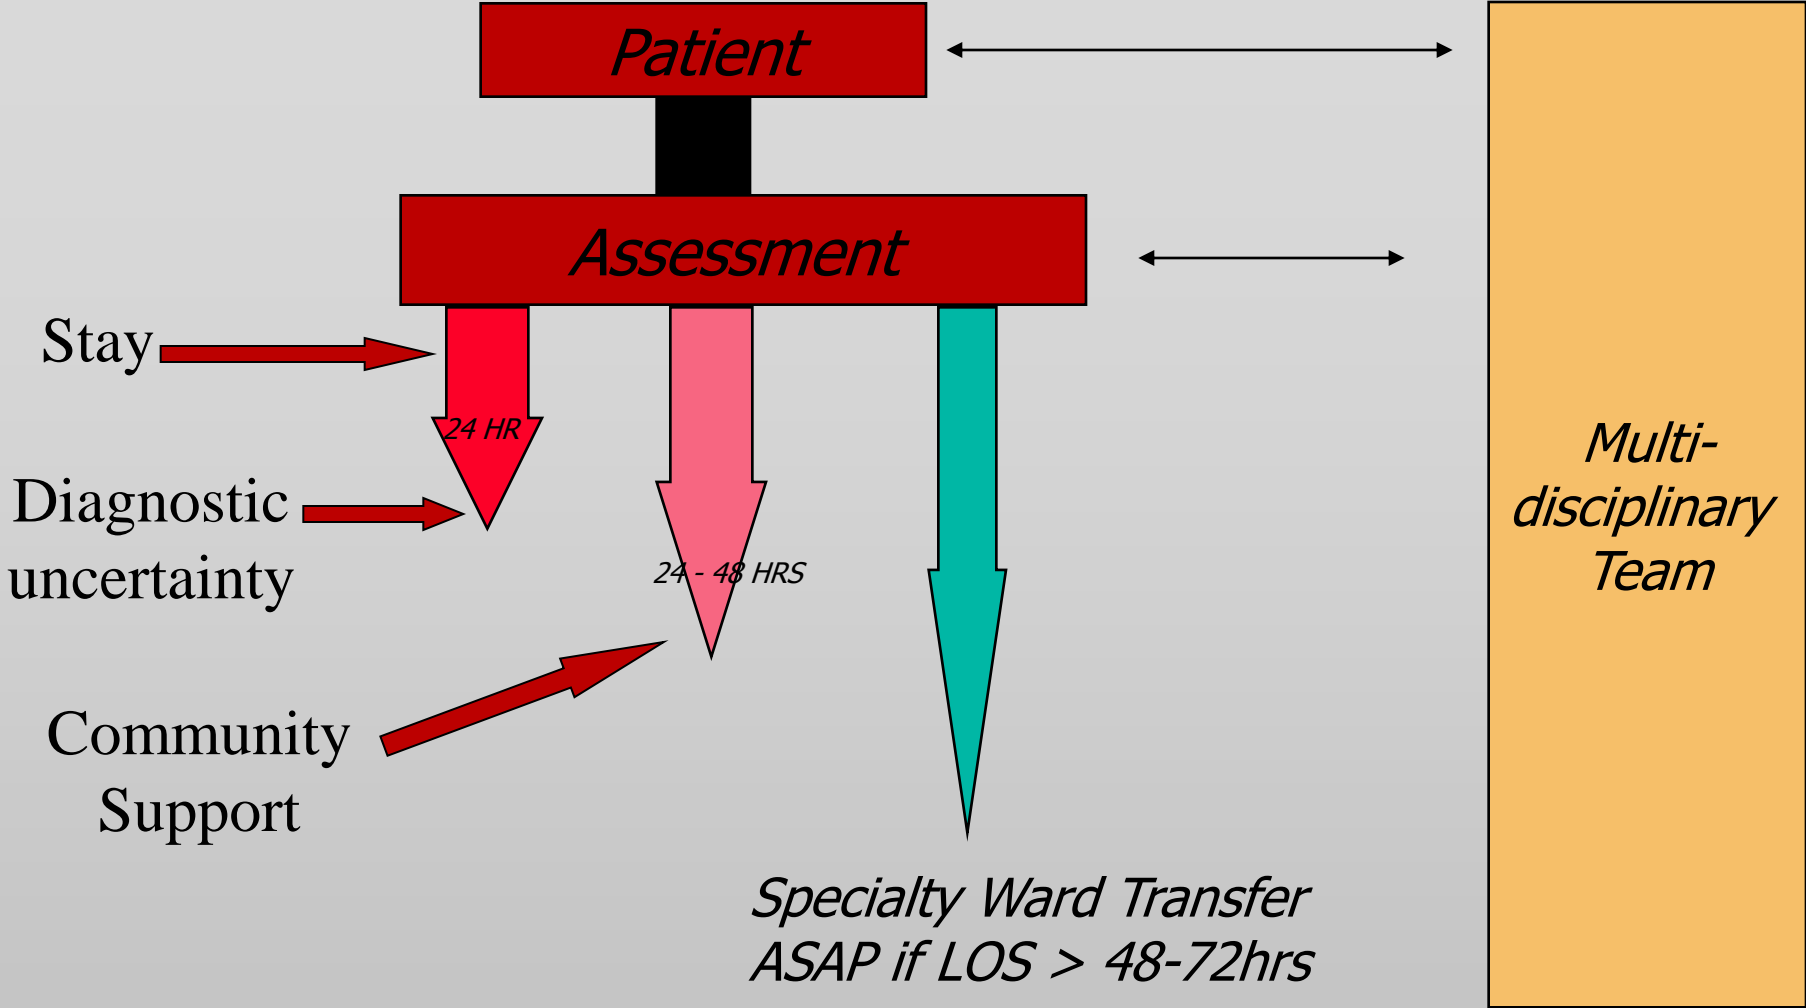 Patient
Assessment
Stay
24 HR
Diagnostic
uncertainty
24 - 48 HRS
Community
Support
Specialty Ward Transfer
ASAP if LOS > 48-72hrs
Multi-
disciplinary
Team